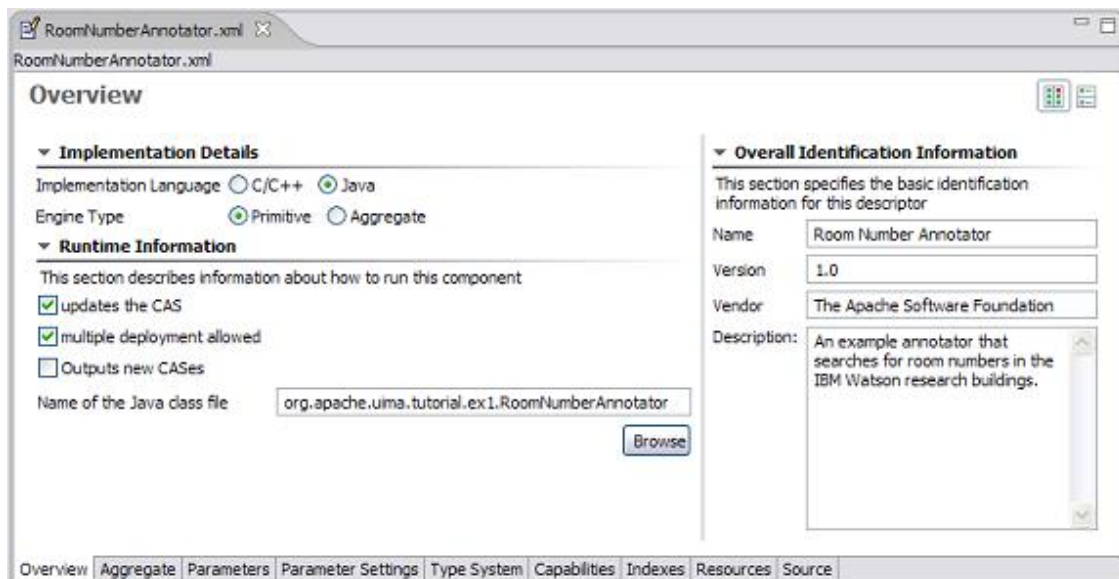 RoomNumberAnnotator.xml
RoomNumberAnnotator.xml
Overview
Implementation Details
Implementation Language C/C++ Java
Engine Type Primitive Aggregate
Runtime Information
This section describes information about how to run this component
updates the CAS
multiple deployment allowed
Outputs new CASes
Name of the Java class file org.apache.uima.tutorial.ex1.RoomNumberAnnotator
Browse
Overall Identification Information
This section specifies the basic identification
information for this descriptor
Name Room Number Annotator
Version 1.0
Vendor The Apache Software Foundation
Description: An example annotator that
searches for room numbers in the
IBM Watson research buildings.
Overview Aggregate Parameters Parameter Settings Type System Capabilities Indexes Resources Source